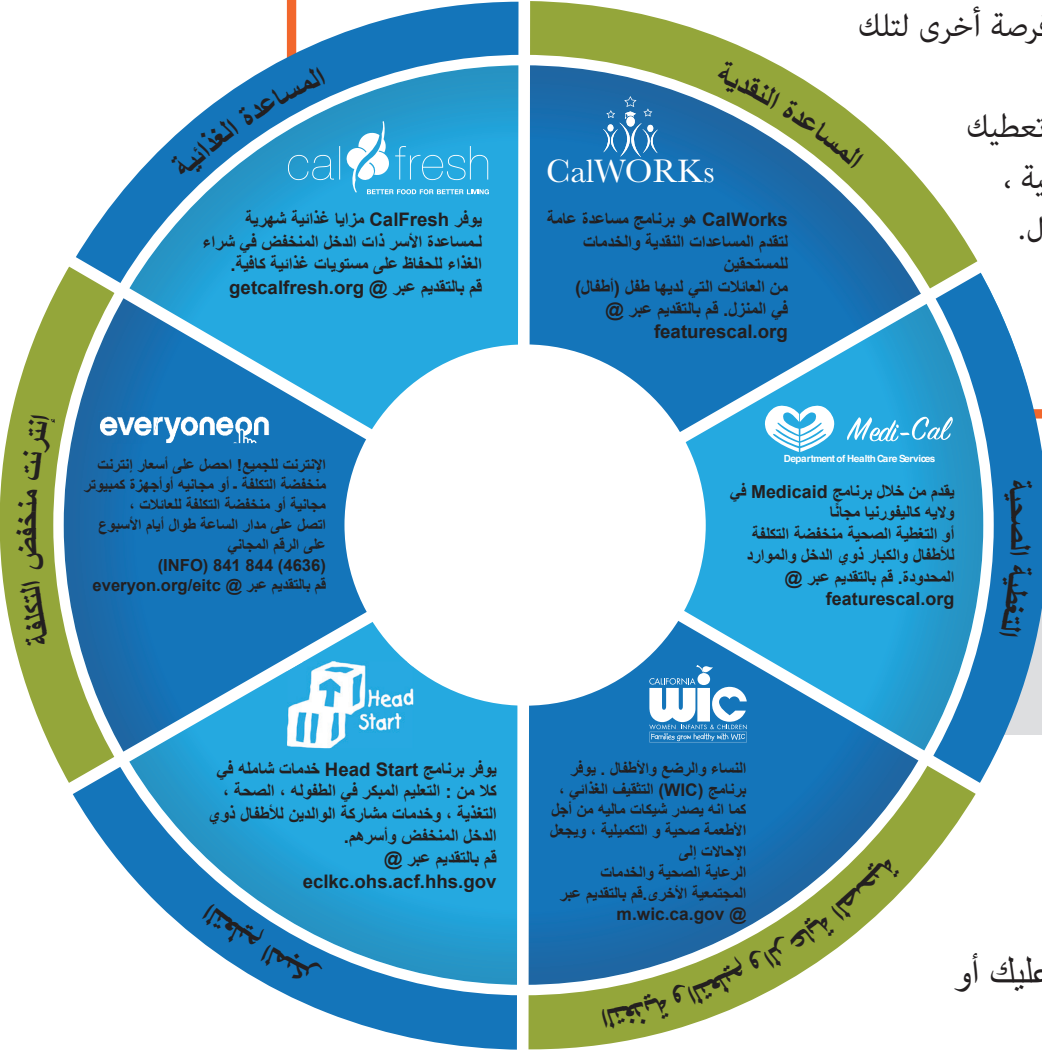 فرصة أخرى لتلك
تعطيك
ية ،
ل.
المساعدة النقدية
CalWORKs
CalWorks هو برنامج مساعدة عامة
لتقدم المساعدات النقدية والخدمات
للمستحقين
من العائلات التي لديها طفل (أطفال)
في المنزل. قم بالتقديم عبر @
featurescal.org
التغطية الصحية
Medi-Cal
Department of Health Care Services
يقدم من خلال برنامج Medicaid في
ولايه كاليفورنيا مجانًا
أو التغطية الصحية منخفضة التكلفة
للأطفال والكبار ذوي الدخل والموارد
المحدودة. قم بالتقديم عبر @
featurescal.org
التغذية والتعليم والرعاية الصحية
CALIFORNIA
WIC
WOMEN INFANTS & CHILDREN
Families grow healthy with WIC
النساء والرضع والأطفال . يوفر
برنامج (WIC) التثقيف الغذائي ،
كما انه يصدر شيكات ماليه من أجل
الأطعمة صحية و التكميلية ، ويجعل
الإحالات إلى
الرعاية الصحية والخدمات
المجتمعية الأخرى.قم بالتقديم عبر
@ m.wic.ca.gov
التعليم المبكر
Head
Start
يوفر برنامج Head Start خدمات شامله في
كلا من : التعليم المبكر في الطفوله ، الصحة ،
التغذية ، وخدمات مشاركة الوالدين للأطفال ذوي
الدخل المنخفض وأسرهم.
قم بالتقديم عبر @
eclkc.ohs.acf.hhs.gov
إنترنت منخفض التكلفة
everyoneon
الإنترنت للجميع! احصل على أسعار إنترنت
منخفضة التكلفة . أو مجانيه أوأجهزة كمبيوتر
مجانية أو منخفضة التكلفة للعائلات ،
اتصل على مدار الساعة طوال أيام الأسبوع
على الرقم المجاني
(INFO) 841 844 (4636)
قم بالتقديم عبر @ everyon.org/eitc
المساعدة الغذائية
cal fresh
BETTER FOOD FOR BETTER LIVING
يوفر CalFresh مزايا غذائية شهرية
لمساعدة الأسر ذات الدخل المنخفض في شراء
الغذاء للحفاظ على مستويات غذائية كافية.
قم بالتقديم عبر @ getcalfresh.org
عليك أو